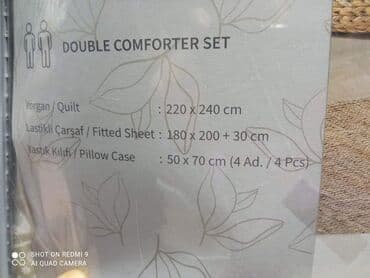 DOUBLE COMFORTER SET
Yorgan / Quilt : 220 x 240 cm
Lastikli Çarşaf / Fitted Sheet : 180 x 200 + 30 cm
Yastık Kılıfı / Pillow Case : 50 x 70 cm (4 Ad. / 4 Pcs)
SHOT ON REDMI 9
AI QUAD CAMERA